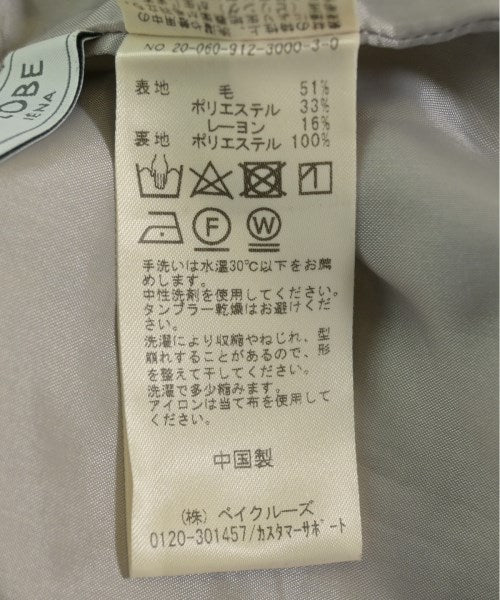 OBE
IENA
NO 20-060-912-3000-3-0
表地 毛 51%
ポリエステル 33%
レーヨン 16%
裏地 ポリエステル 100%
F
W
手洗いは水温30℃以下をお薦
めします。
中性洗剤を使用してください。
タンブラー乾燥はお避けくださ
い。
洗濯により収縮やねじれ、型
崩れすることがあるので、形
を整えて干してください。
洗濯で多少縮みます。
アイロンは当て布を使用して
ください。
中国製
(株) ベイクルーズ
0120-301457/カスタマーサポート